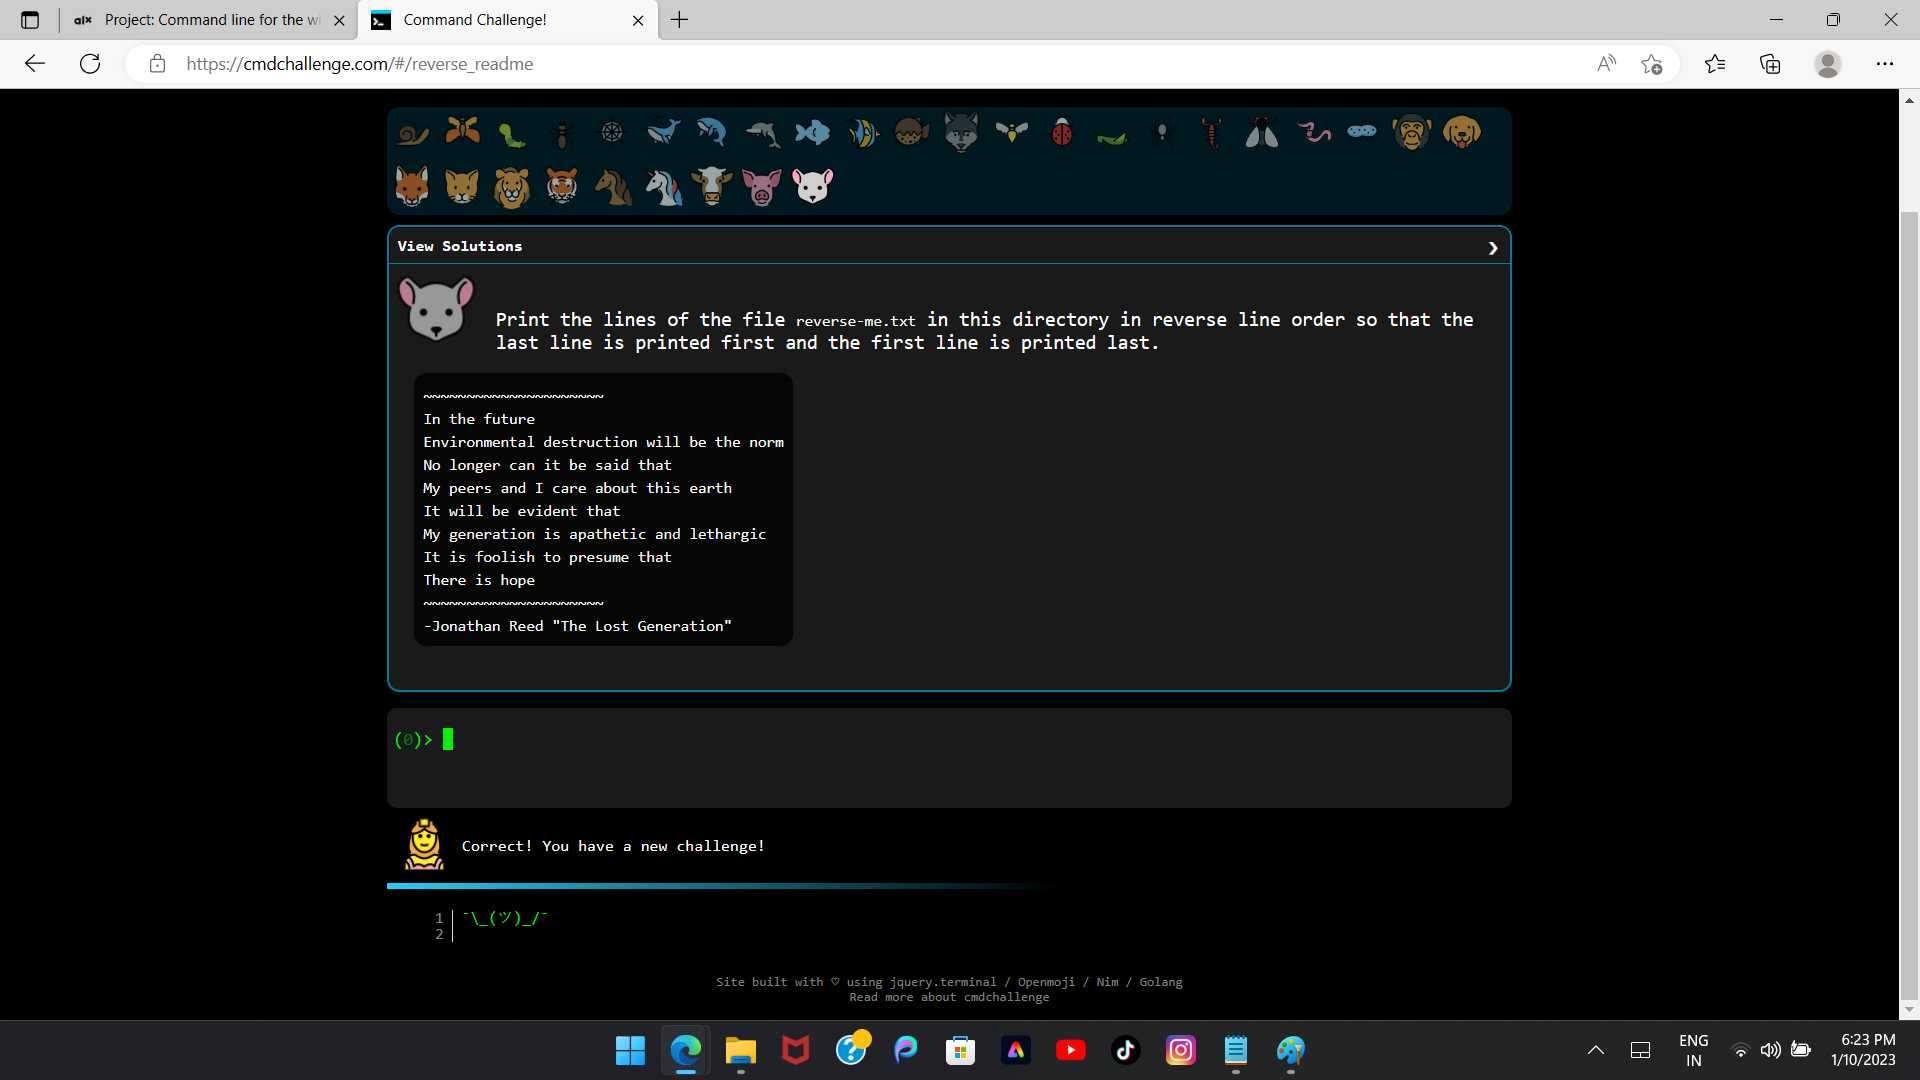 alx Project: Command line for the wi
Command Challenge!
https://cmdchallenge.com/#/reverse_readme
View Solutions
Print the lines of the file reverse-me.txt in this directory in reverse line order so that the
last line is printed first and the first line is printed last.
~~~~~~~~~~~~~~~~~~~~~
In the future
Environmental destruction will be the norm
No longer can it be said that
My peers and I care about this earth
It will be evident that
My generation is apathetic and lethargic
It is foolish to presume that
There is hope
~~~~~~~~~~~~~~~~~~~~~
-Jonathan Reed "The Lost Generation"
(0)>
Correct! You have a new challenge!
1 ¯\_(ツ)_/¯
2
Site built with ♡ using jquery.terminal / Openmoji / Nim / Golang
Read more about cmdchallenge
ENG
IN
6:23 PM
1/10/2023